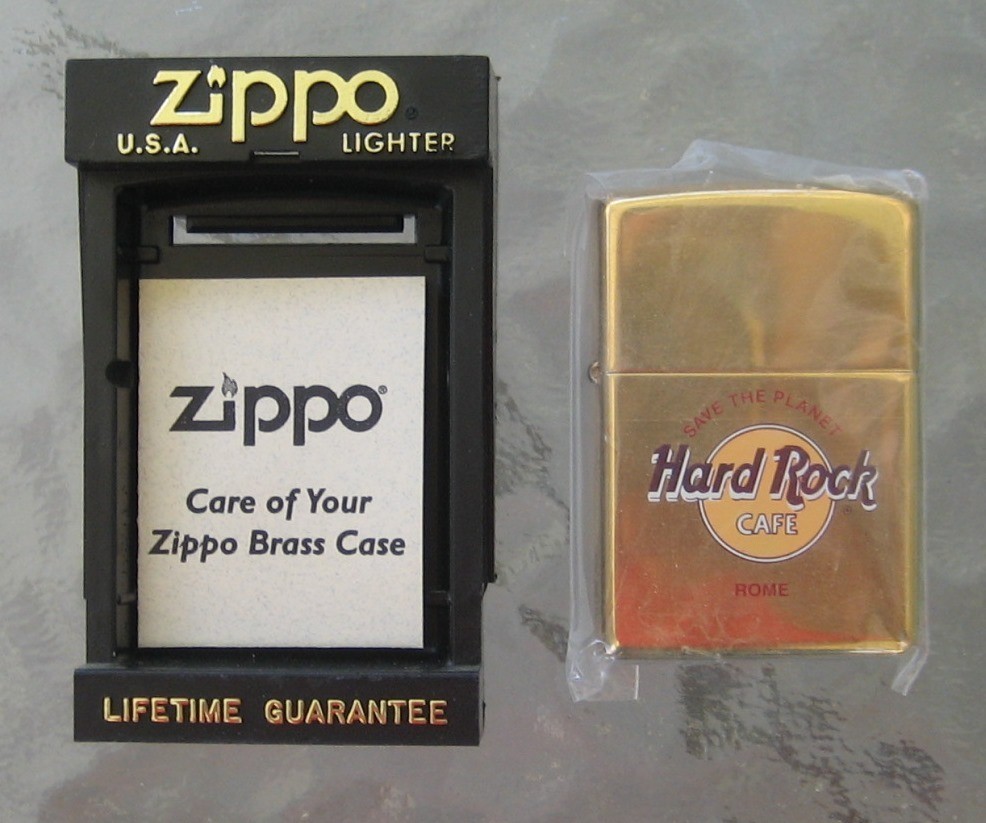 Zippo
U.S.A. LIGHTER
Zippo®
Care of Your
Zippo Brass Case
LIFETIME GUARANTEE
SAVE THE PLANET
Hard Rock
CAFE
ROME